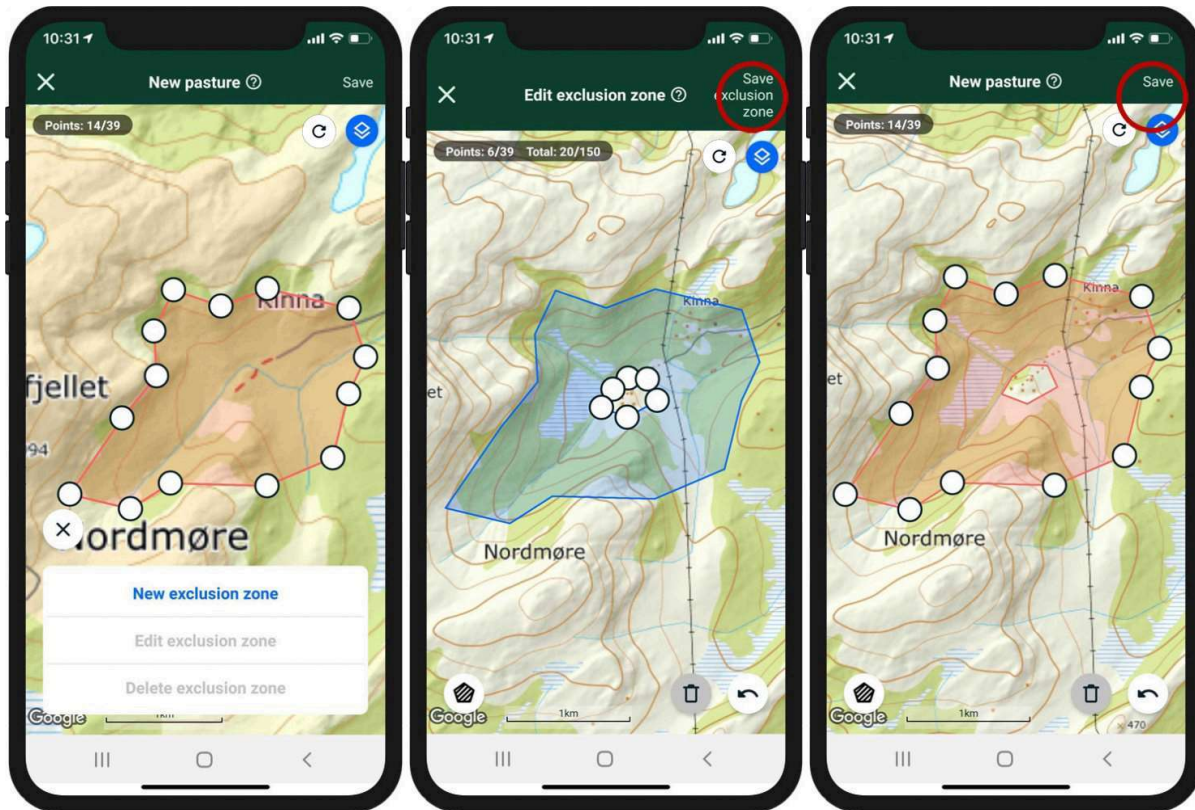 10:31
New pasture
Save
Points: 14/39
Kinna
fjellet
94
Nordmøre
New exclusion zone
Edit exclusion zone
Delete exclusion zone
Google
1km
10:31
Edit exclusion zone
Save
exclusion
zone
Points: 6/39 Total: 20/150
Kinna
et
Nordmøre
Google
1km
10:31
New pasture
Save
Points: 14/39
Kinna
et
Nordmøre
Google
1km
470